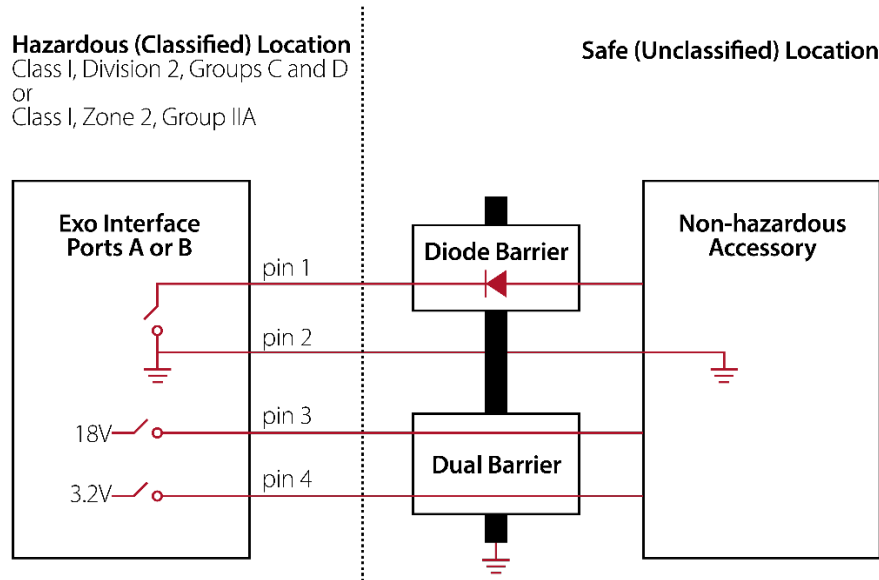 Hazardous (Classified) Location
Class I, Division 2, Groups C and D
or
Class I, Zone 2, Group IIA
Safe (Unclassified) Location
Exo Interface
Ports A or B
pin 1
pin 2
pin 3
pin 4
18V
3.2V
Diode Barrier
Dual Barrier
Non-hazardous
Accessory